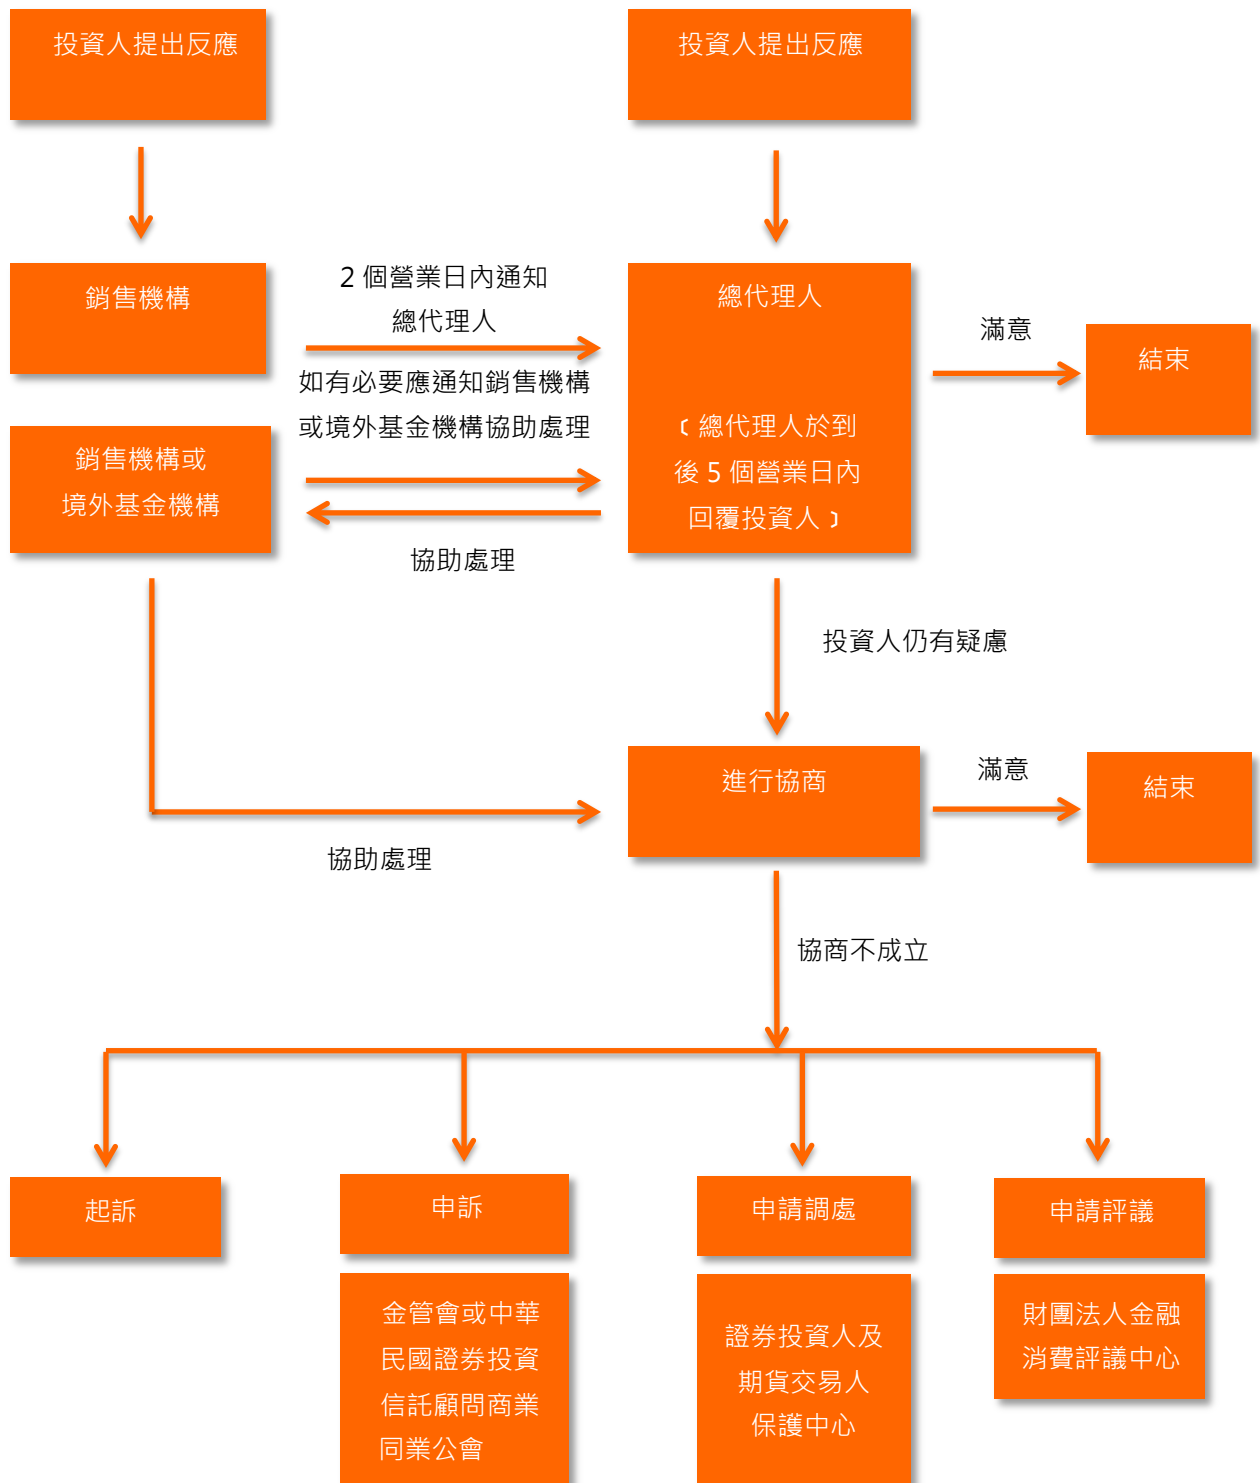 投資人提出反應
投資人提出反應
銷售機構
2 個營業日內通知
總代理人
總代理人
滿意
結束
如有必要應通知銷售機構
或境外基金機構協助處理
銷售機構或
境外基金機構
﹝總代理人於到
後 5 個營業日內
回覆投資人﹞
協助處理
投資人仍有疑慮
進行協商
滿意
結束
協助處理
協商不成立
起訴
申訴
申請調處
申請評議
金管會或中華
民國證券投資
信託顧問商業
同業公會
證券投資人及
期貨交易人
保護中心
財團法人金融
消費評議中心